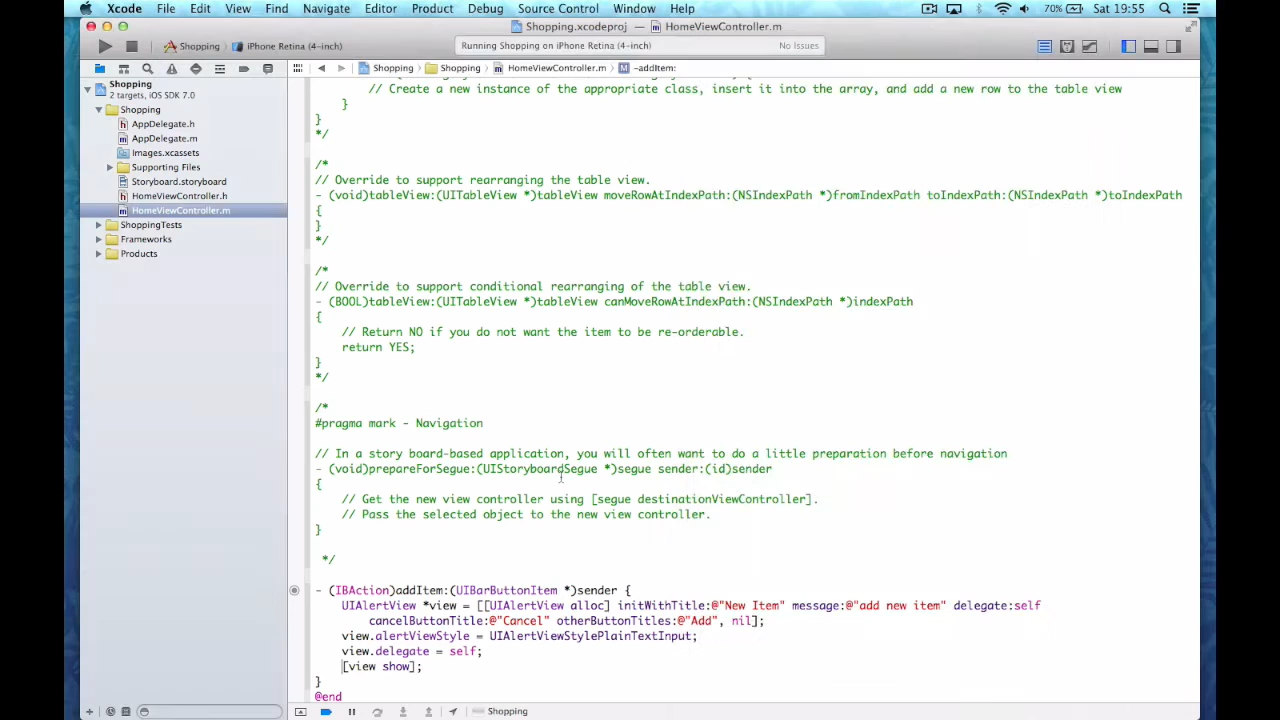 Xcode File Edit View Find Navigate Editor Product Debug Source Control Window Help 70% Sat 19:55
Shopping.xcodeproj — HomeViewController.m
Shopping iPhone Retina (4-inch) Running Shopping on iPhone Retina (4-inch) No Issues
Shopping Shopping HomeViewController.m M -addItem:
Shopping
2 targets, iOS SDK 7.0
Shopping
h AppDelegate.h
m AppDelegate.m
Images.xcassets
Supporting Files
Storyboard.storyboard
h HomeViewController.h
m HomeViewController.m
ShoppingTests
Frameworks
Products
// Create a new instance of the appropriate class, insert it into the array, and add a new row to the table view
}
}
*/
/*
// Override to support rearranging the table view.
- (void)tableView:(UITableView *)tableView moveRowAtIndexPath:(NSIndexPath *)fromIndexPath toIndexPath:(NSIndexPath *)toIndexPath
{
}
*/
/*
// Override to support conditional rearranging of the table view.
- (BOOL)tableView:(UITableView *)tableView canMoveRowAtIndexPath:(NSIndexPath *)indexPath
{
// Return NO if you do not want the item to be re-orderable.
return YES;
}
*/
/*
#pragma mark - Navigation
// In a story board-based application, you will often want to do a little preparation before navigation
- (void)prepareForSegue:(UIStoryboardSegue *)segue sender:(id)sender
{
// Get the new view controller using [segue destinationViewController].
// Pass the selected object to the new view controller.
}
*/
- (IBAction)addItem:(UIBarButtonItem *)sender {
UIAlertView *view = [[UIAlertView alloc] initWithTitle:@"New Item" message:@"add new item" delegate:self
cancelButtonTitle:@"Cancel" otherButtonTitles:@"Add", nil];
view.alertViewStyle = UIAlertViewStylePlainTextInput;
view.delegate = self;
[view show];
}
@end
Shopping